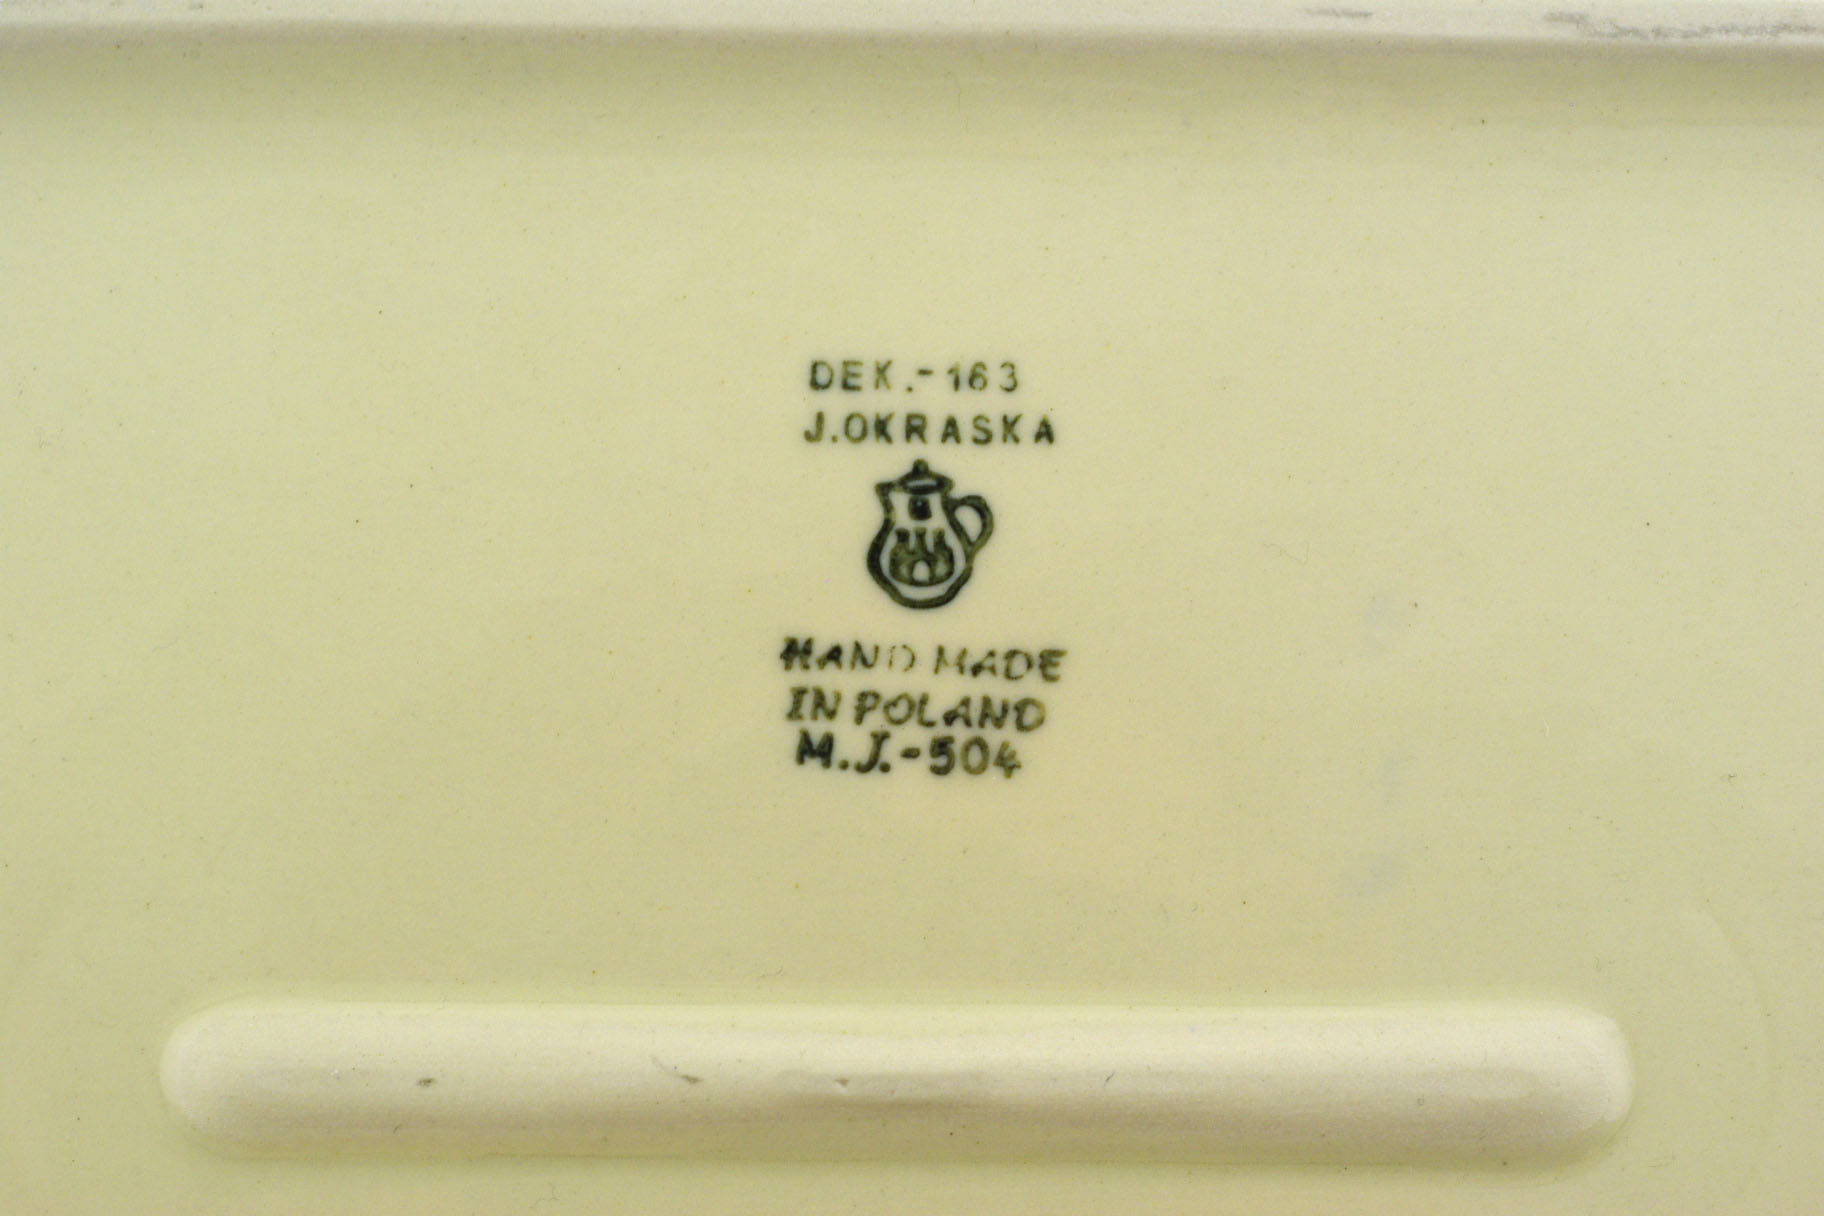 DEK.-163
J.OKRASKA
HAND MADE
IN POLAND
M.J.-504